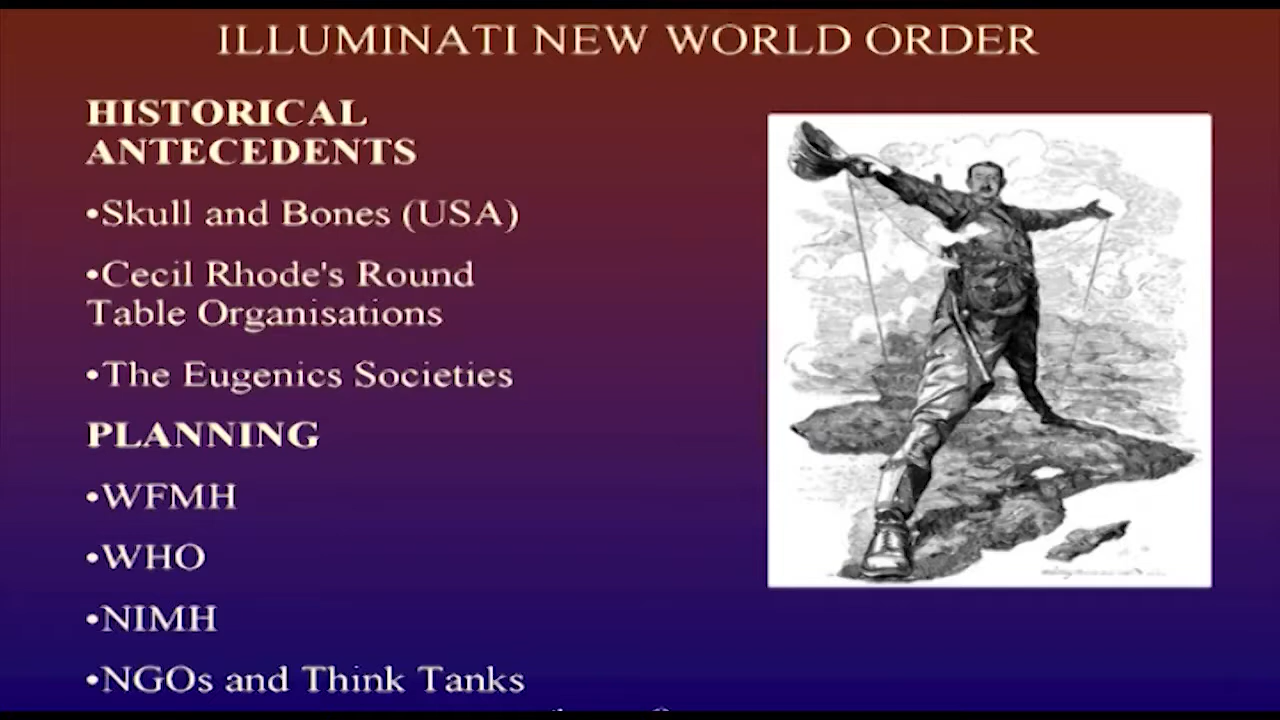 ILLUMINATI NEW WORLD ORDER
HISTORICAL
ANTECEDENTS
•Skull and Bones (USA)
•Cecil Rhode's Round
Table Organisations
•The Eugenics Societies
PLANNING
•WFMH
•WHO
•NIMH
•NGOs and Think Tanks